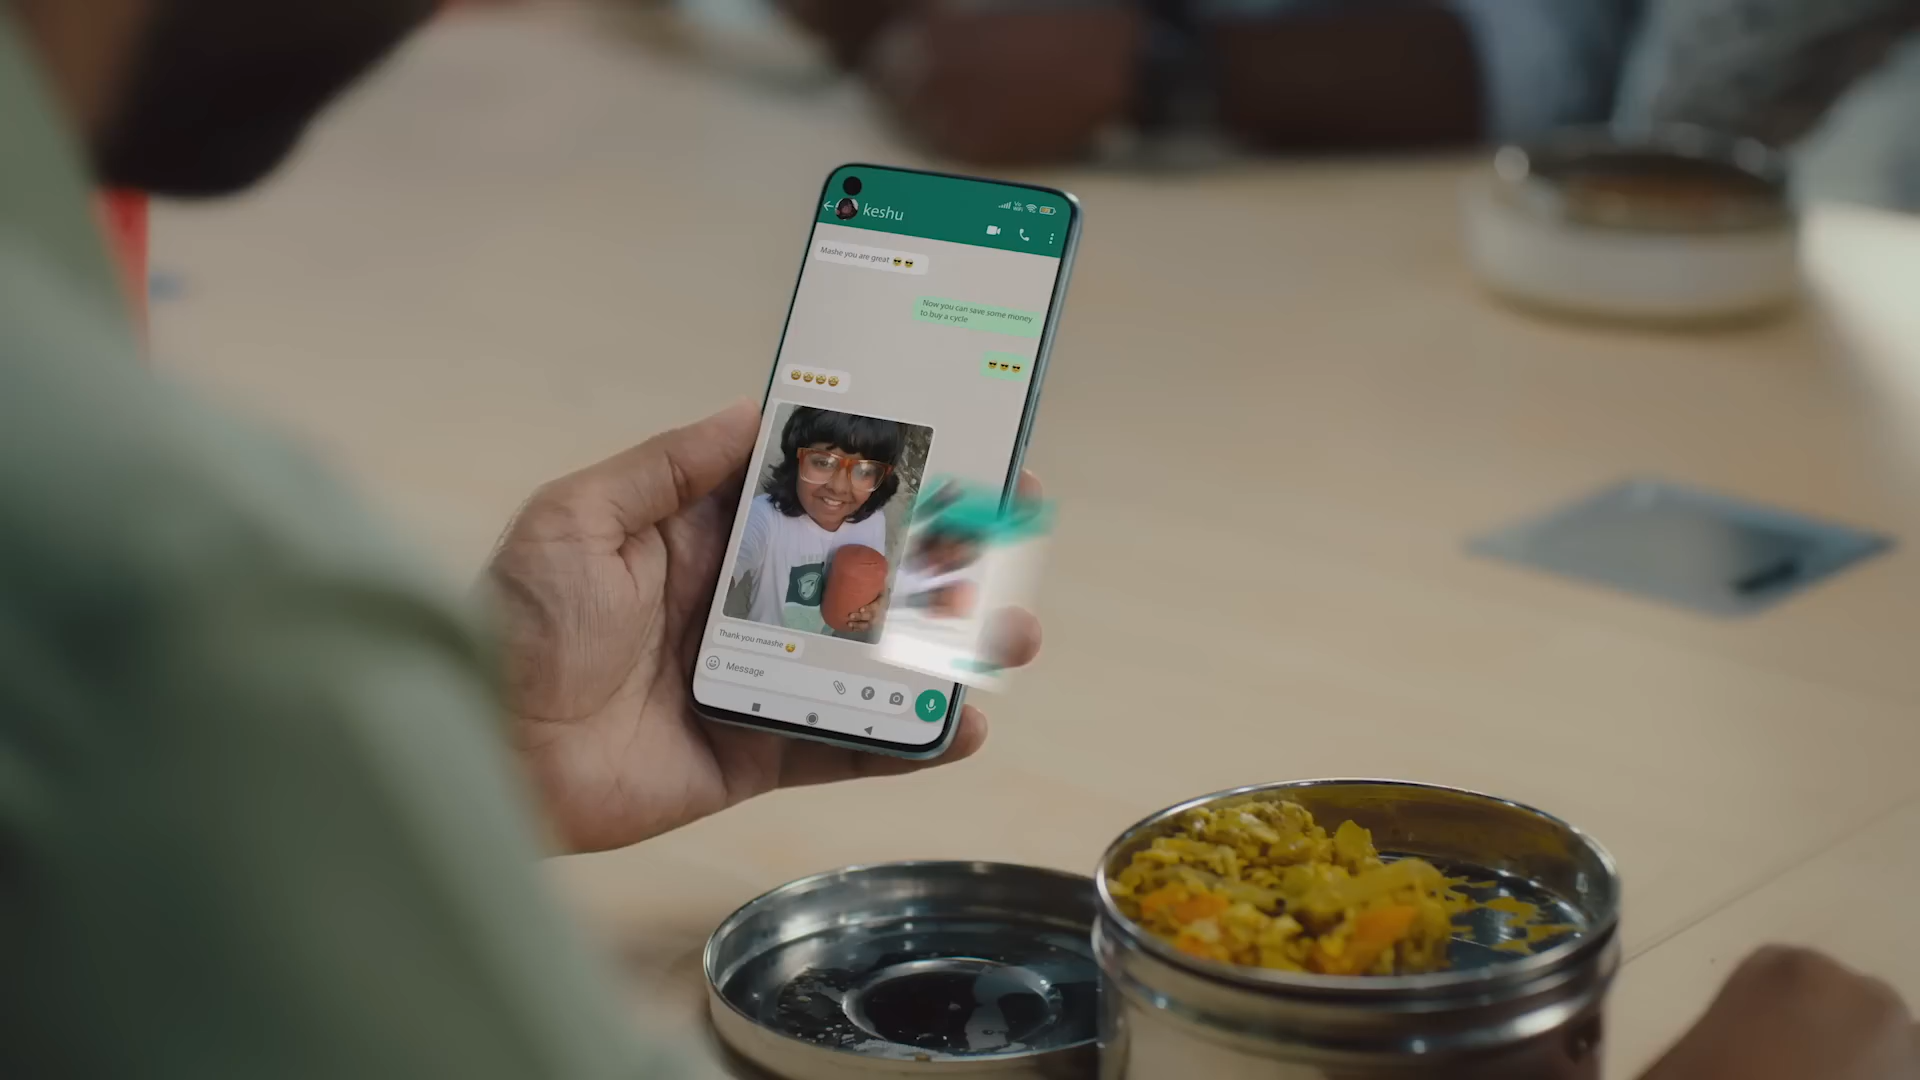 keshu
Mashe you are great 😎😎
Now you can save some money
to buy a cycle
😎😎😎
🤩🤩🤩🤩
Thank you maashe
Message